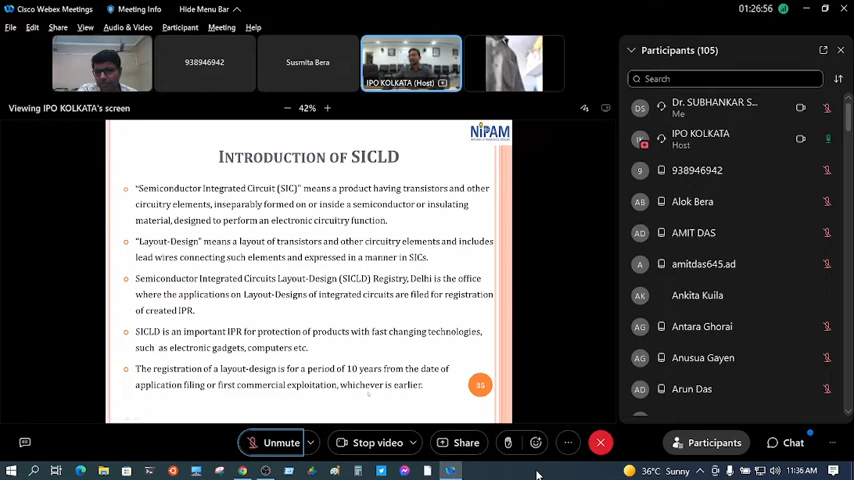 Cisco Webex Meetings
Meeting Info
Hide Menu Bar
01:26:56
File Edit Share View Audio & Video Participant Meeting Help
938946942
Susmita Bera
IPO KOLKATA (Host)
Viewing IPO KOLKATA's screen
42%
NIPAM
INTRODUCTION OF SICLD
"Semiconductor Integrated Circuit (SIC)" means a product having transistors and other
circuitry elements, inseparably formed on or inside a semiconductor or insulating
material, designed to perform an electronic circuitry function.
"Layout-Design" means a layout of transistors and other circuitry elements and includes
lead wires connecting such elements and expressed in a manner in SICs.
Semiconductor Integrated Circuits Layout-Design (SICLD) Registry, Delhi is the office
where the applications on Layout-Designs of integrated circuits are filed for registration
of created IPR.
SICLD is an important IPR for protection of products with fast changing technologies,
such as electronic gadgets, computers etc.
The registration of a layout-design is for a period of 10 years from the date of
application filing or first commercial exploitation, whichever is earlier.
35
Participants (105)
Search
DS Dr. SUBHANKAR S...
Me
IPO KOLKATA
Host
9 938946942
AB Alok Bera
AD AMIT DAS
A amitdas645.ad
AK Ankita Kuila
AG Antara Ghorai
AG Anusua Gayen
AD Arun Das
Unmute
Stop video
Share
Participants
Chat
36°C Sunny
11:36 AM